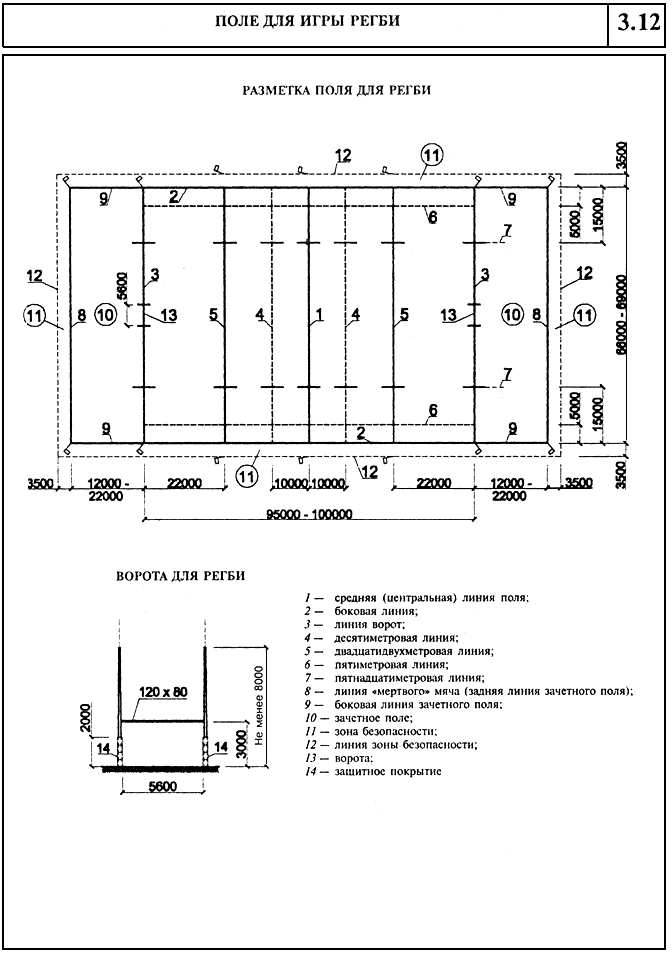 ПОЛЕ ДЛЯ ИГРЫ РЕГБИ
3.12
РАЗМЕТКА ПОЛЯ ДЛЯ РЕГБИ
12 11 3500
9 2 9
6 5000 15000
7
12 3 3 12
5600
11 8 10 13 5 4 1 4 5 13 10 8 11
66000 - 69000
7
6
9 2 9 5000 15000
11 12
3500 12000 - 22000 22000 10000 10000 22000 12000 - 22000 3500 3500
95000 - 100000
ВОРОТА ДЛЯ РЕГБИ
120 x 80
2000
14 14
3000
Не менее 8000
5600
1 — средняя (центральная) линия поля;
2 — боковая линия;
3 — линия ворот;
4 — десятиметровая линия;
5 — двадцатидвухметровая линия;
6 — пятиметровая линия;
7 — пятнадцатиметровая линия;
8 — линия «мертвого» мяча (задняя линия зачетного поля);
9 — боковая линия зачетного поля;
10 — зачетное поле;
11 — зона безопасности;
12 — линия зоны безопасности;
13 — ворота;
14 — защитное покрытие